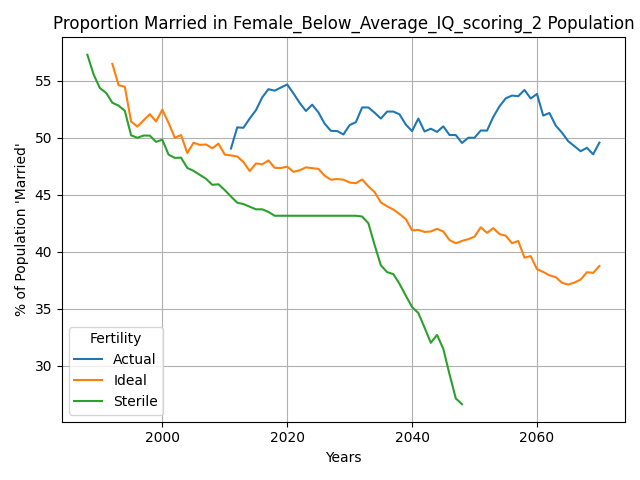 Proportion Married in Female_Below_Average_IQ_scoring_2 Population
% of Population 'Married'
55
50
45
40
35
30
Fertility
Actual
Ideal
Sterile
2000
2020
2040
2060
Years